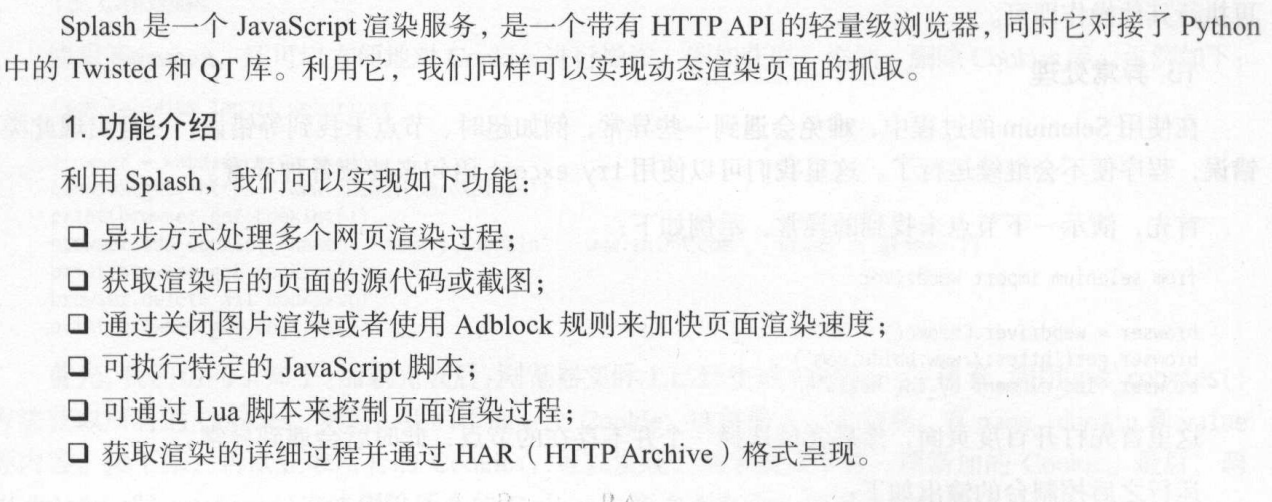 Splash 是一个 JavaScript 渲染服务，是一个带有 HTTP API 的轻量级浏览器，同时它对接了 Python
中的 Twisted 和 QT 库。利用它，我们同样可以实现动态渲染页面的抓取。
1. 功能介绍
利用 Splash，我们可以实现如下功能：
❑ 异步方式处理多个网页渲染过程；
❑ 获取渲染后的页面的源代码或截图；
❑ 通过关闭图片渲染或者使用 Adblock 规则来加快页面渲染速度；
❑ 可执行特定的 JavaScript 脚本；
❑ 可通过 Lua 脚本来控制页面渲染过程；
❑ 获取渲染的详细过程并通过 HAR（HTTP Archive）格式呈现。